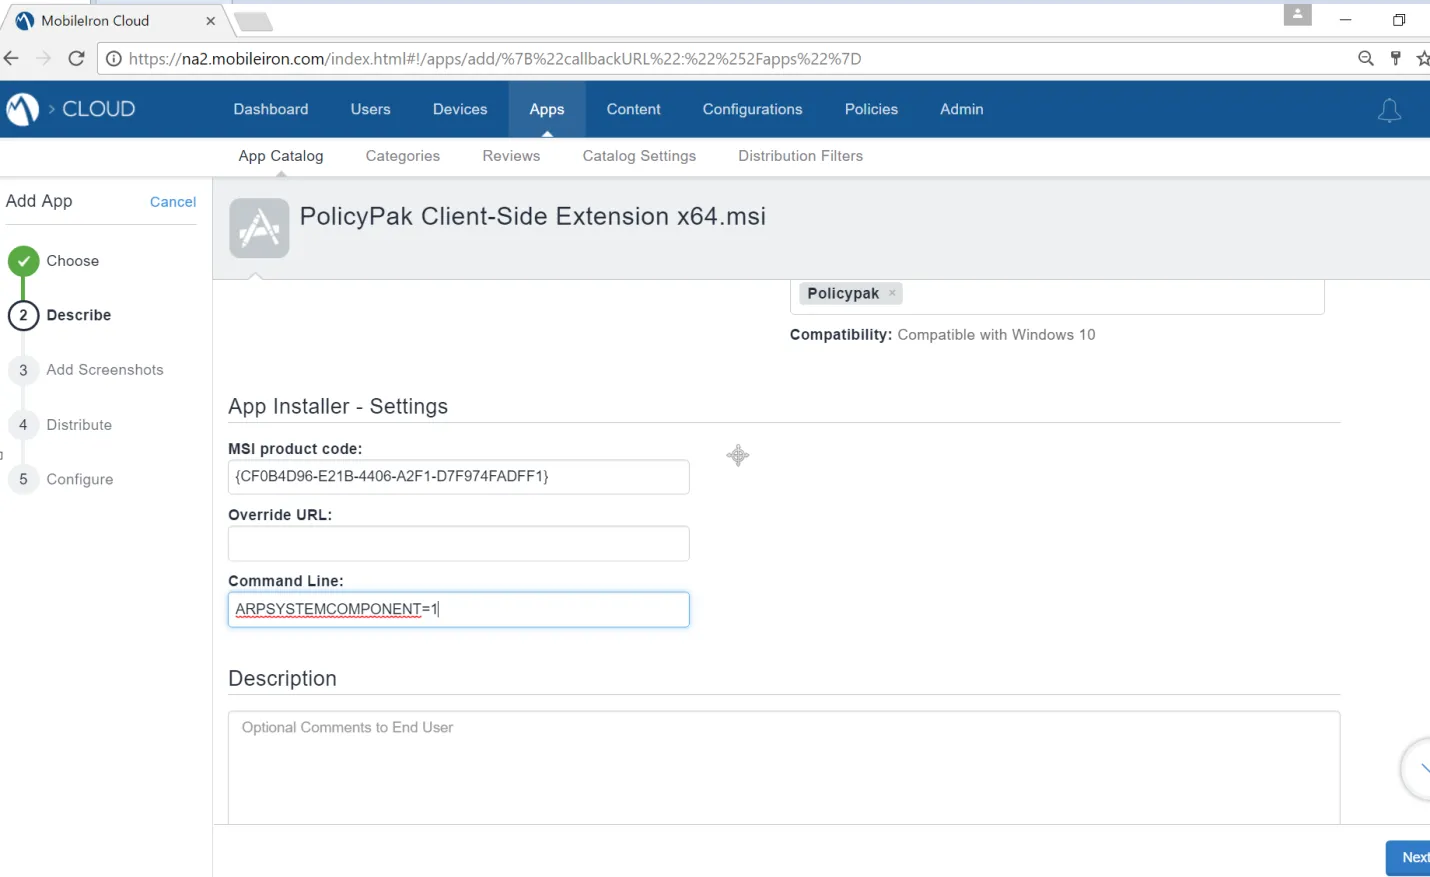 MobileIron Cloud
https://na2.mobileiron.com/index.html#!/apps/add/%7B%22callbackURL%22:%22%252Fapps%22%7D
> CLOUD Dashboard Users Devices Apps Content Configurations Policies Admin
App Catalog Categories Reviews Catalog Settings Distribution Filters
Add App Cancel
Choose
2 Describe
3 Add Screenshots
4 Distribute
5 Configure
PolicyPak Client-Side Extension x64.msi
Policypak ×
Compatibility: Compatible with Windows 10
App Installer - Settings
MSI product code:
{CF0B4D96-E21B-4406-A2F1-D7F974FADFF1}
Override URL:
Command Line:
ARPSYSTEMCOMPONENT=1
Description
Optional Comments to End User
Next